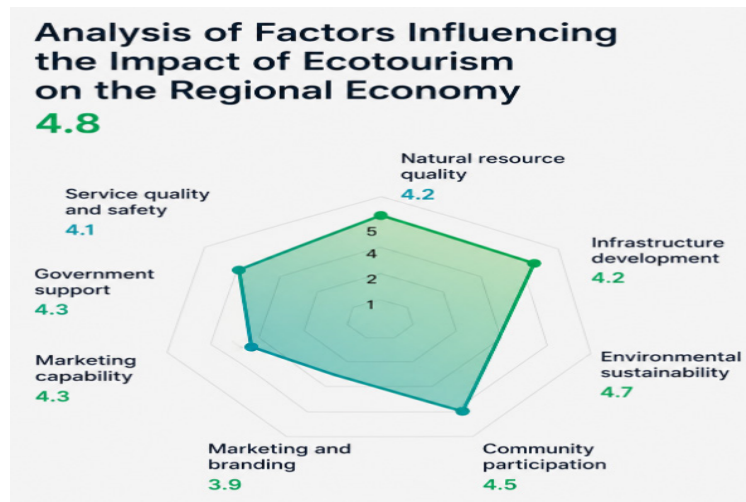 Analysis of Factors Influencing
the Impact of Ecotourism
on the Regional Economy
4.8
Natural resource
quality
4.2
Service quality
and safety
4.1
5
4
2
1
Infrastructure
development
4.2
Government
support
4.3
Environmental
sustainability
4.7
Marketing
capability
4.3
Marketing and
branding
3.9
Community
participation
4.5